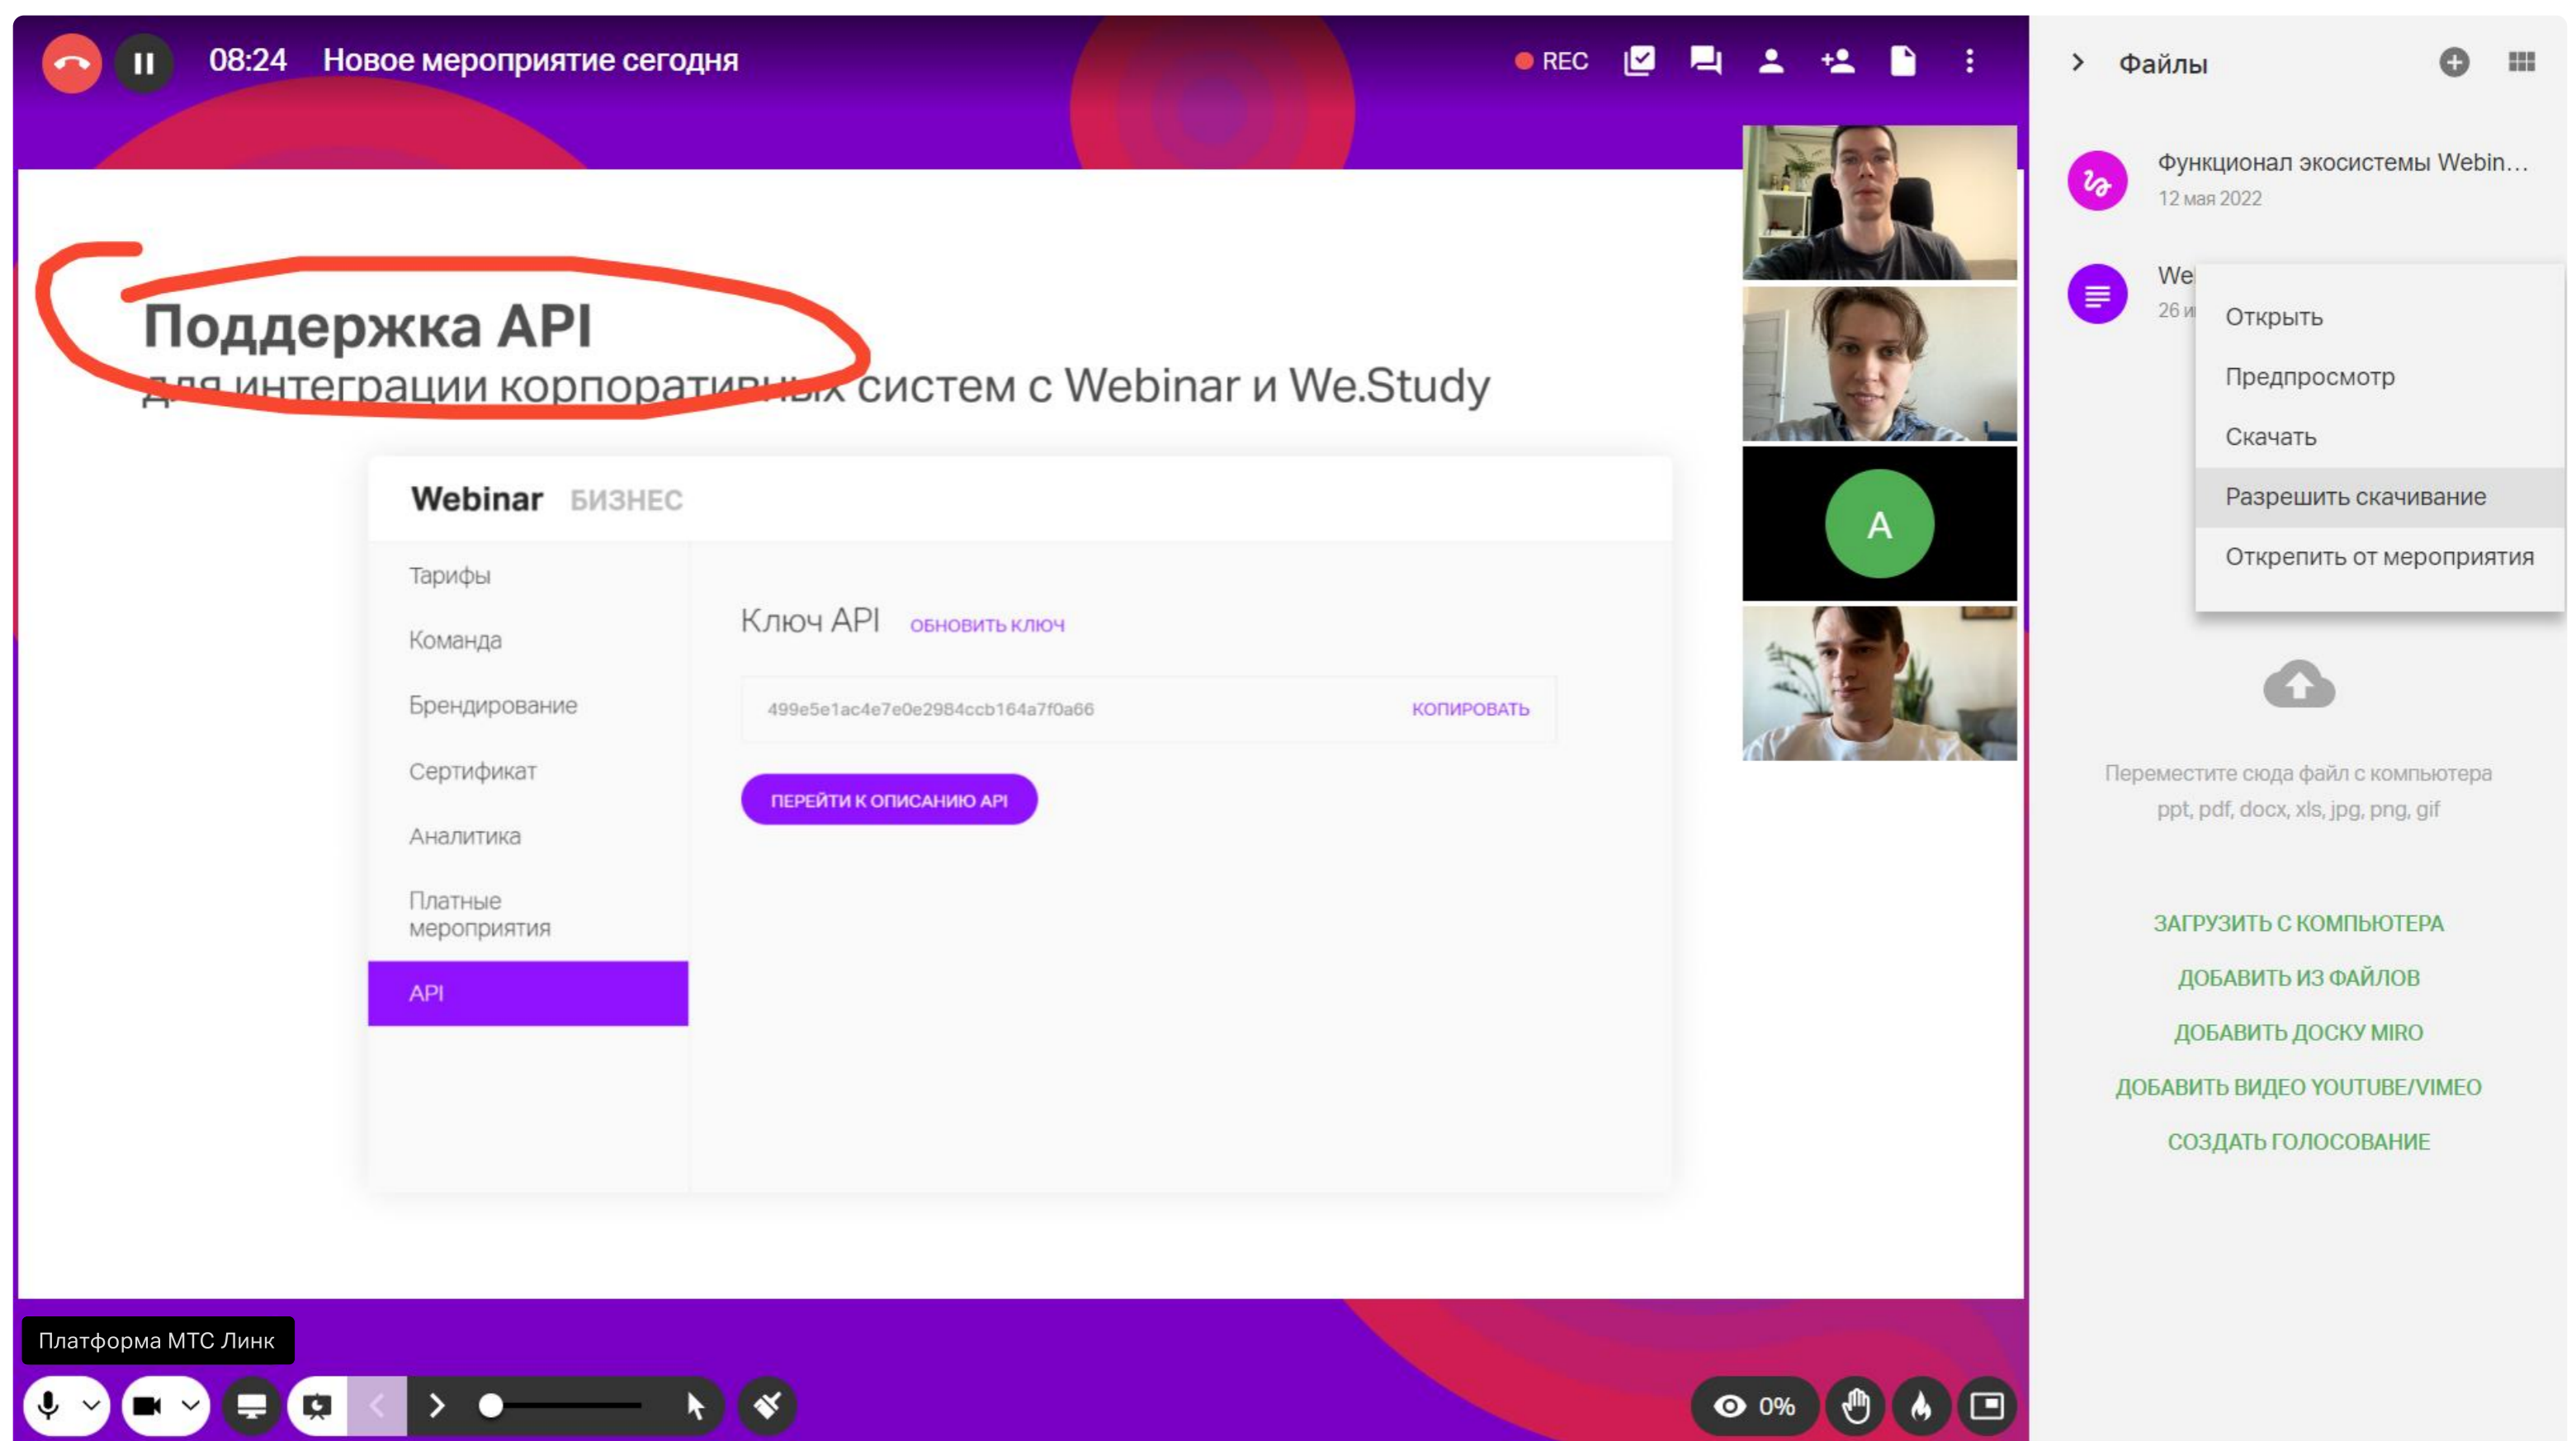 08:24 Новое мероприятие сегодня
REC
Поддержка API
для интеграции корпоративных систем с Webinar и We.Study
Webinar БИЗНЕС
Тарифы
Команда
Брендирование
Сертификат
Аналитика
Платные
мероприятия
API
Ключ API ОБНОВИТЬ КЛЮЧ
499e5e1ac4e7e0e2984ccb164a7f0a66 КОПИРОВАТЬ
ПЕРЕЙТИ К ОПИСАНИЮ API
A
Платформа МТС Линк
0%
Файлы
Функционал экосистемы Webin...
12 мая 2022
We
26 и
Открыть
Предпросмотр
Скачать
Разрешить скачивание
Открепить от мероприятия
Переместите сюда файл с компьютера
ppt, pdf, docx, xls, jpg, png, gif
ЗАГРУЗИТЬ С КОМПЬЮТЕРА
ДОБАВИТЬ ИЗ ФАЙЛОВ
ДОБАВИТЬ ДОСКУ MIRO
ДОБАВИТЬ ВИДЕО YOUTUBE/VIMEO
СОЗДАТЬ ГОЛОСОВАНИЕ